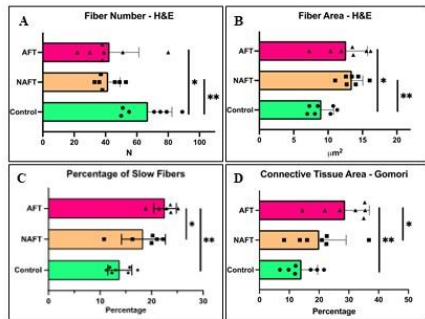 A
Fiber Number - H&E
AFT
NAFT
Control
*
**
0
20
40
60
80
100
N
B
Fiber Area - H&E
AFT
NAFT
Control
*
**
0
5
10
15
20
μm²
C
Percentage of Slow Fibers
AFT
NAFT
Control
*
**
0
10
20
30
Percentage
D
Connective Tissue Area - Gomori
AFT
NAFT
Control
**
*
0
10
20
30
40
50
Percentage